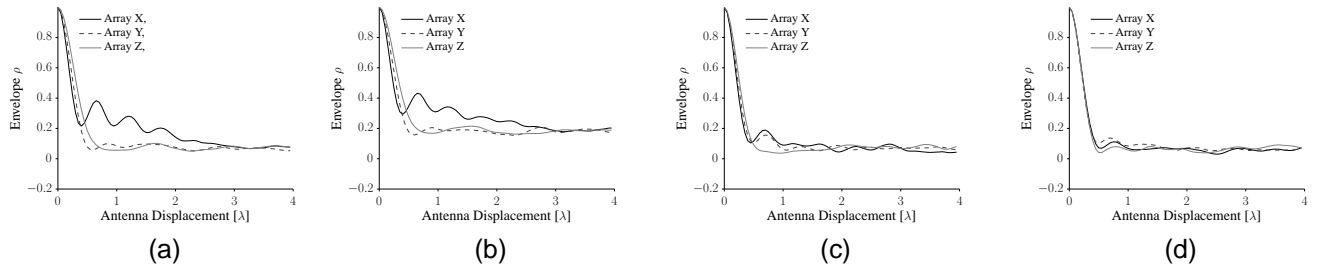 1
0.8
0.6
0.4
0.2
0
−0.2
Envelope ρ
Array X,
Array Y,
Array Z,
0 1 2 3 4
Antenna Displacement [λ]
(a)
1
0.8
0.6
0.4
0.2
0
−0.2
Envelope ρ
Array X
Array Y
Array Z
0 1 2 3 4
Antenna Displacement [λ]
(b)
1
0.8
0.6
0.4
0.2
0
−0.2
Envelope ρ
Array X
Array Y
Array Z
0 1 2 3 4
Antenna Displacement [λ]
(c)
1
0.8
0.6
0.4
0.2
0
−0.2
Envelope ρ
Array X
Array Y
Array Z
0 1 2 3 4
Antenna Displacement [λ]
(d)